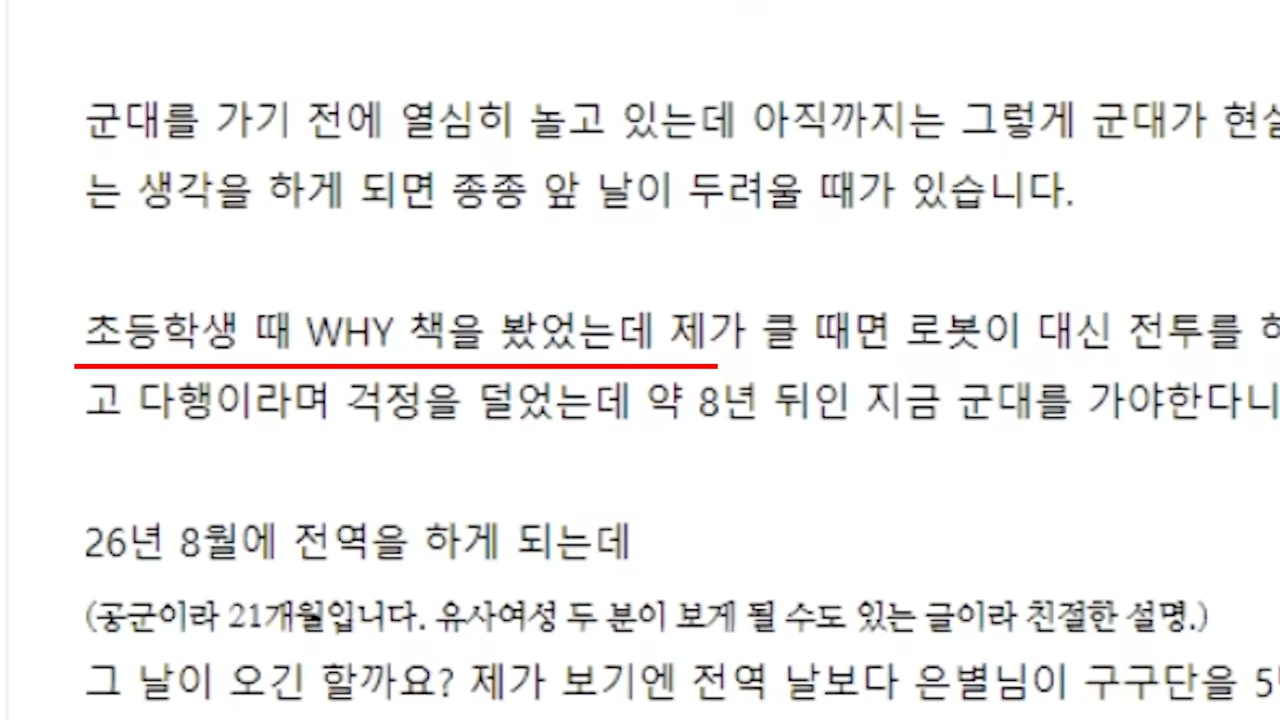 군대를 가기 전에 열심히 놀고 있는데 아직까지는 그렇게 군대가
는 생각을 하게 되면 종종 앞 날이 두려울 때가 있습니다.
초등학생 때 WHY 책을 봤었는데 제가 클 때면 로봇이 대신 전투를
고 다행이라며 걱정을 덜었는데 약 8년 뒤인 지금 군대를 가야한다니
26년 8월에 전역을 하게 되는데
(공군이라 21개월입니다. 유사여성 두 분이 보게 될 수도 있는 글이라 친절한 설명.)
그 날이 오긴 할까요? 제가 보기엔 전역 날보다 은별님이 구구단을